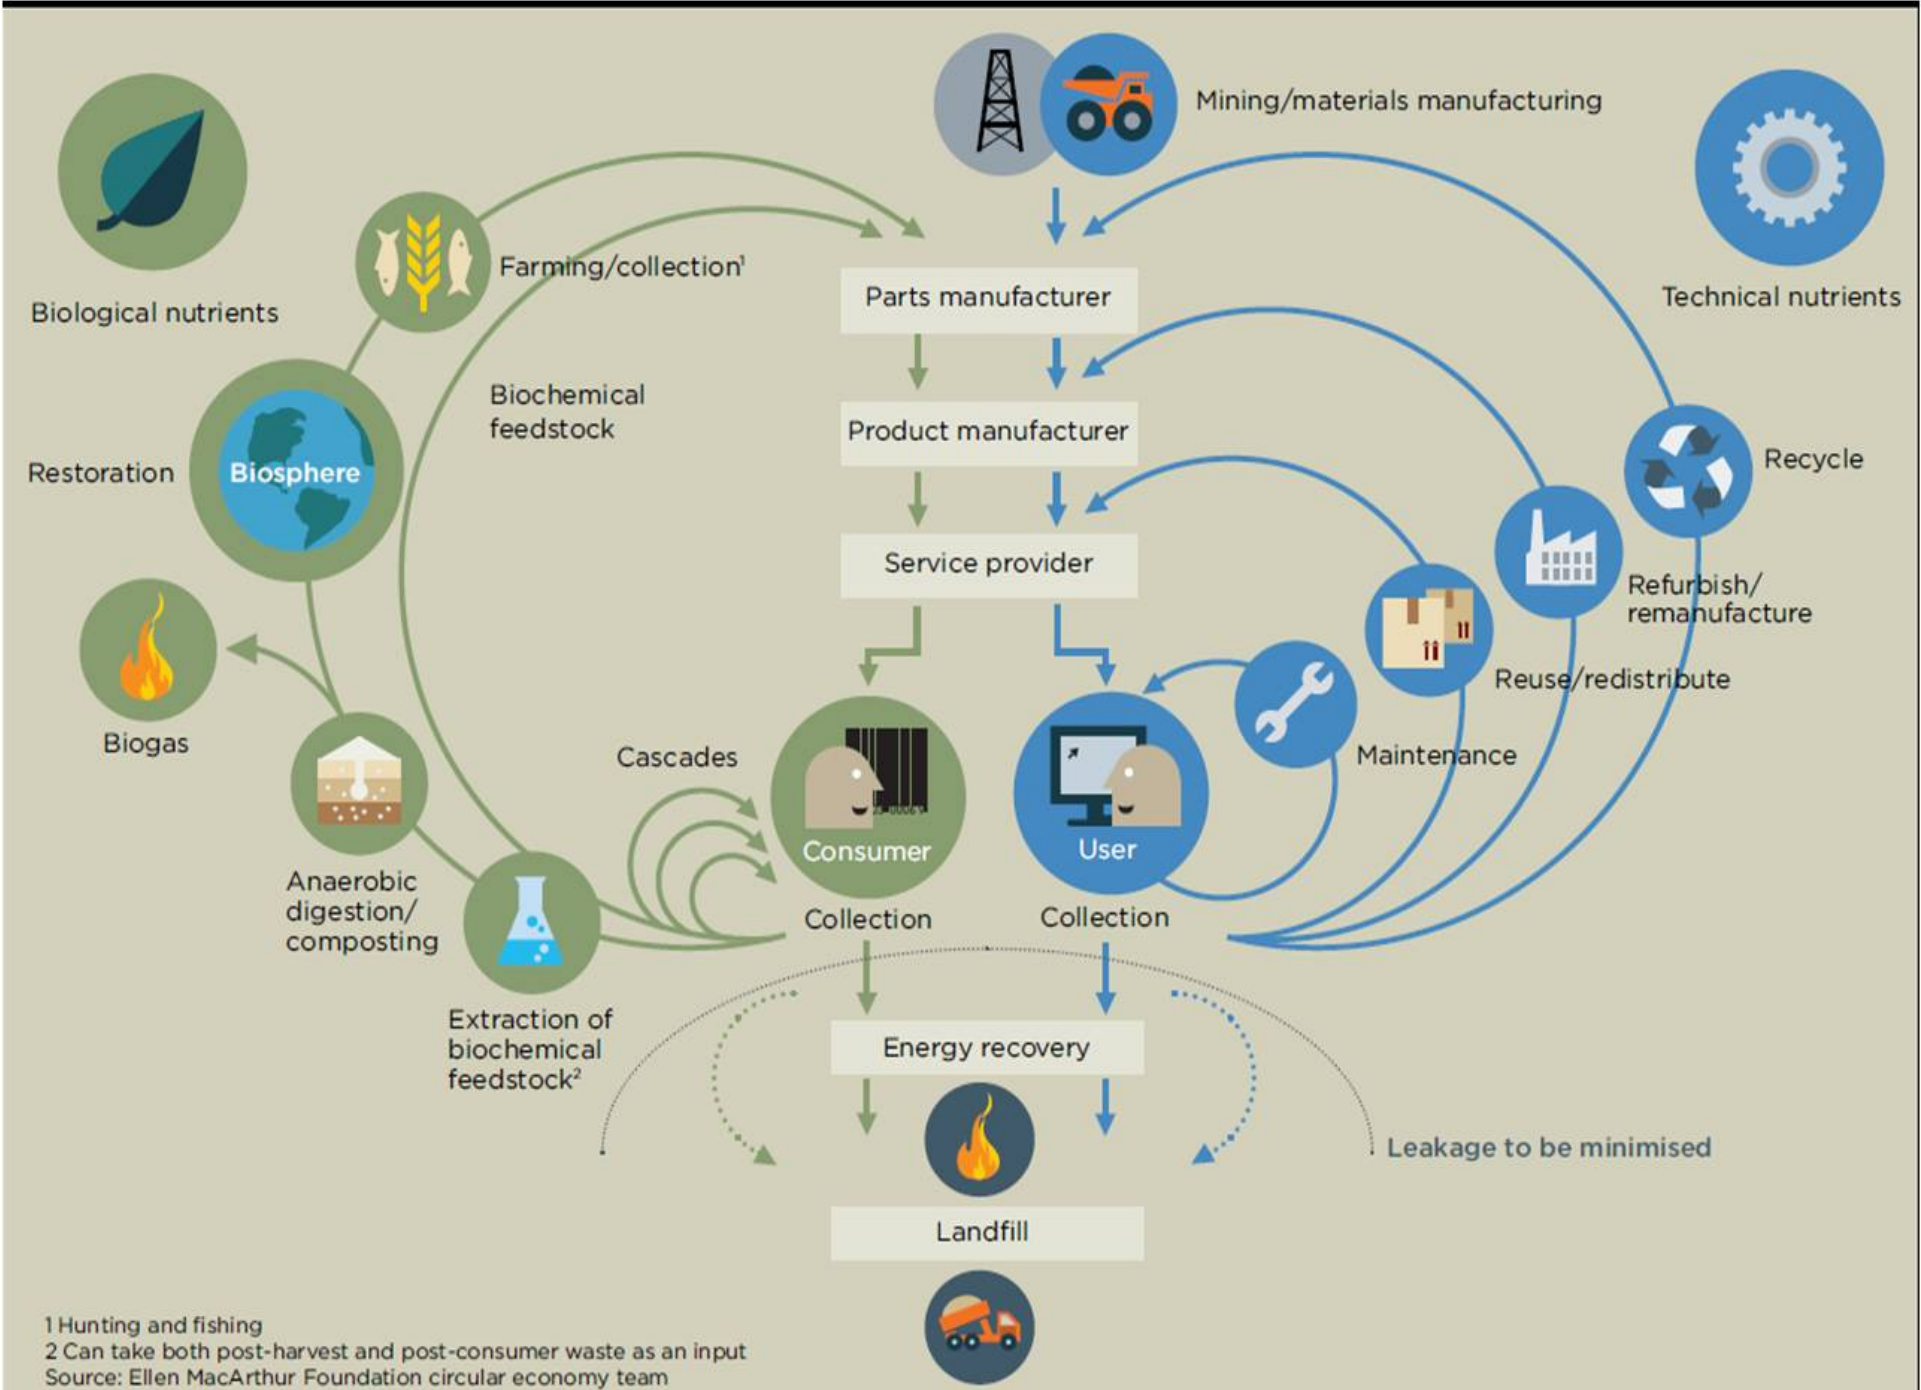 Mining/materials manufacturing
Biological nutrients
Technical nutrients
Farming/collection¹
Parts manufacturer
Biochemical
feedstock
Product manufacturer
Restoration
Biosphere
Recycle
Service provider
Refurbish/
remanufacture
Reuse/redistribute
Biogas
Cascades
Maintenance
Consumer
User
Anaerobic
digestion/
composting
Collection
Collection
Extraction of
biochemical
feedstock²
Energy recovery
Leakage to be minimised
Landfill
1 Hunting and fishing
2 Can take both post-harvest and post-consumer waste as an input
Source: Ellen MacArthur Foundation circular economy team